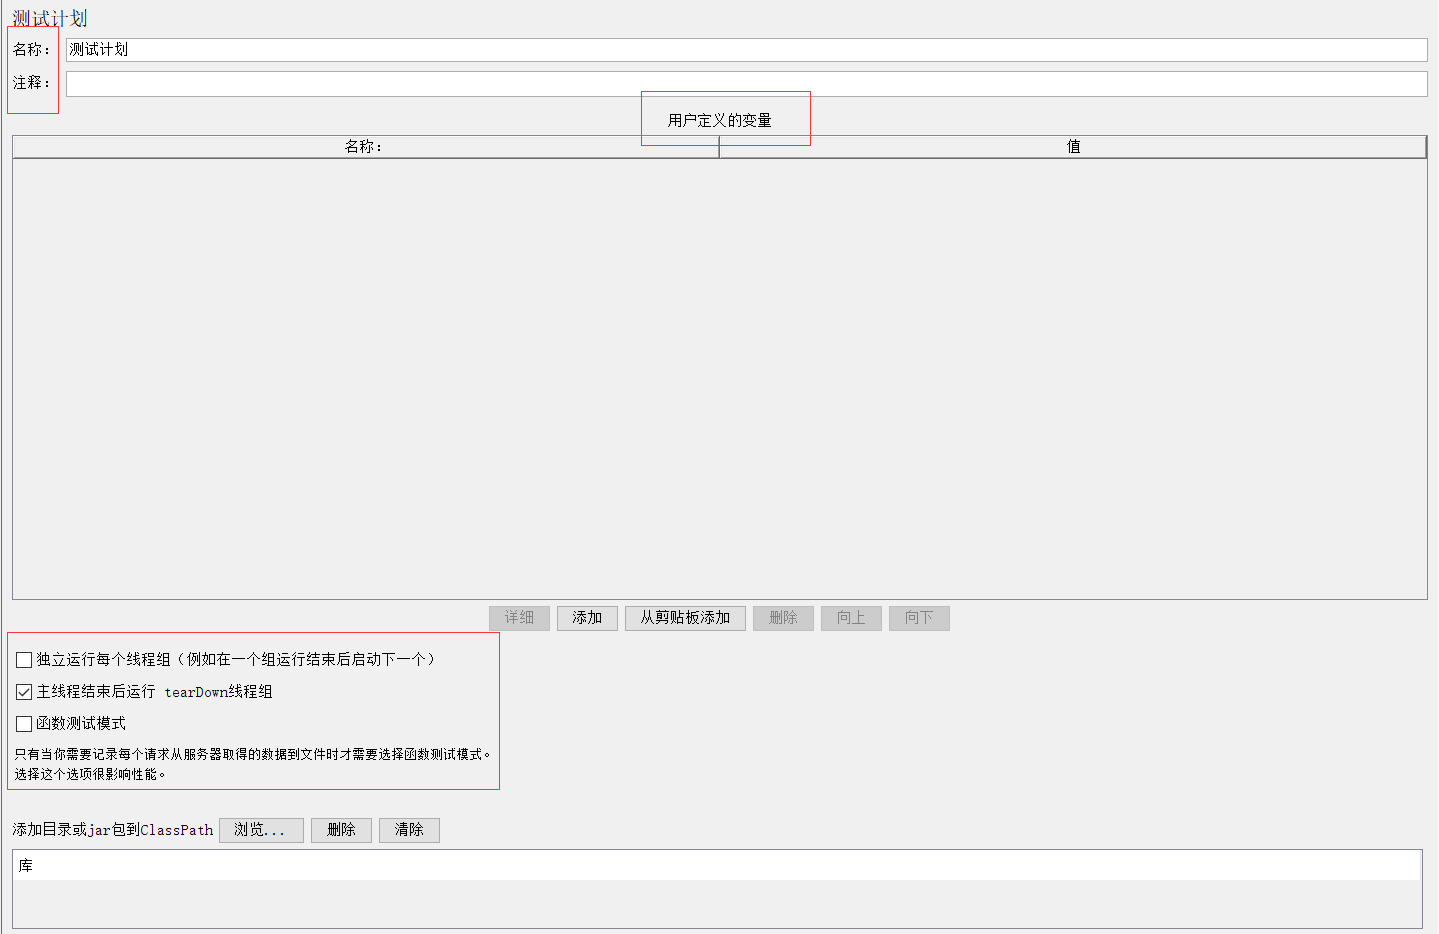 测试计划
名称： 测试计划
注释：
用户定义的变量
名称： 值
详细 添加 从剪贴板添加 删除 向上 向下
独立运行每个线程组（例如在一个组运行结束后启动下一个）
主线程结束后运行 tearDown线程组
函数测试模式
只有当你需要记录每个请求从服务器取得的数据到文件时才需要选择函数测试模式。
选择这个选项很影响性能。
添加目录或jar包到ClassPath 浏览... 删除 清除
库